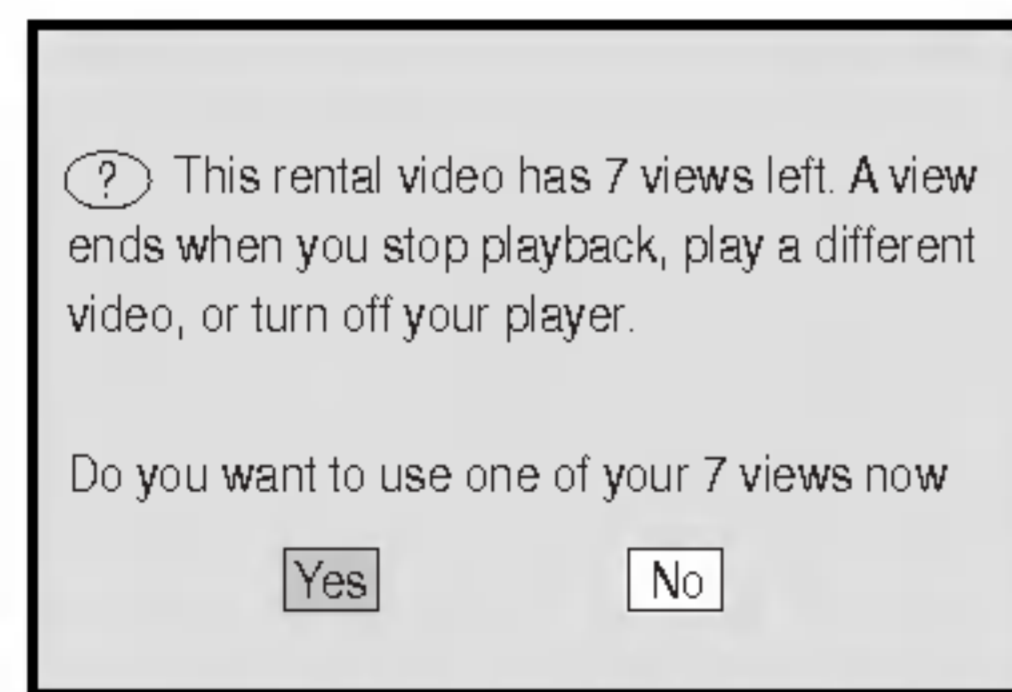 ? This rental video has 7 views left. A view
ends when you stop playback, play a different
video, or turn off your player.
Do you want to use one of your 7 views now
Yes No